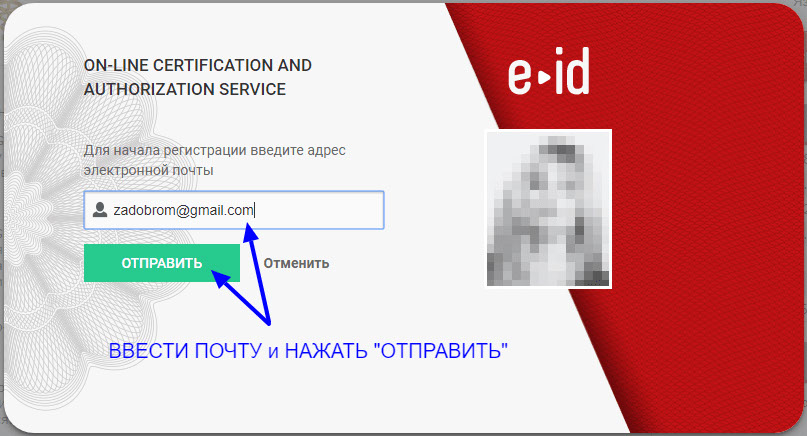 ON-LINE CERTIFICATION AND
AUTHORIZATION SERVICE
e-id
Для начала регистрации введите адрес
электронной почты
zadobrom@gmail.com
ОТПРАВИТЬ Отменить
ВВЕСТИ ПОЧТУ и НАЖАТЬ "ОТПРАВИТЬ"